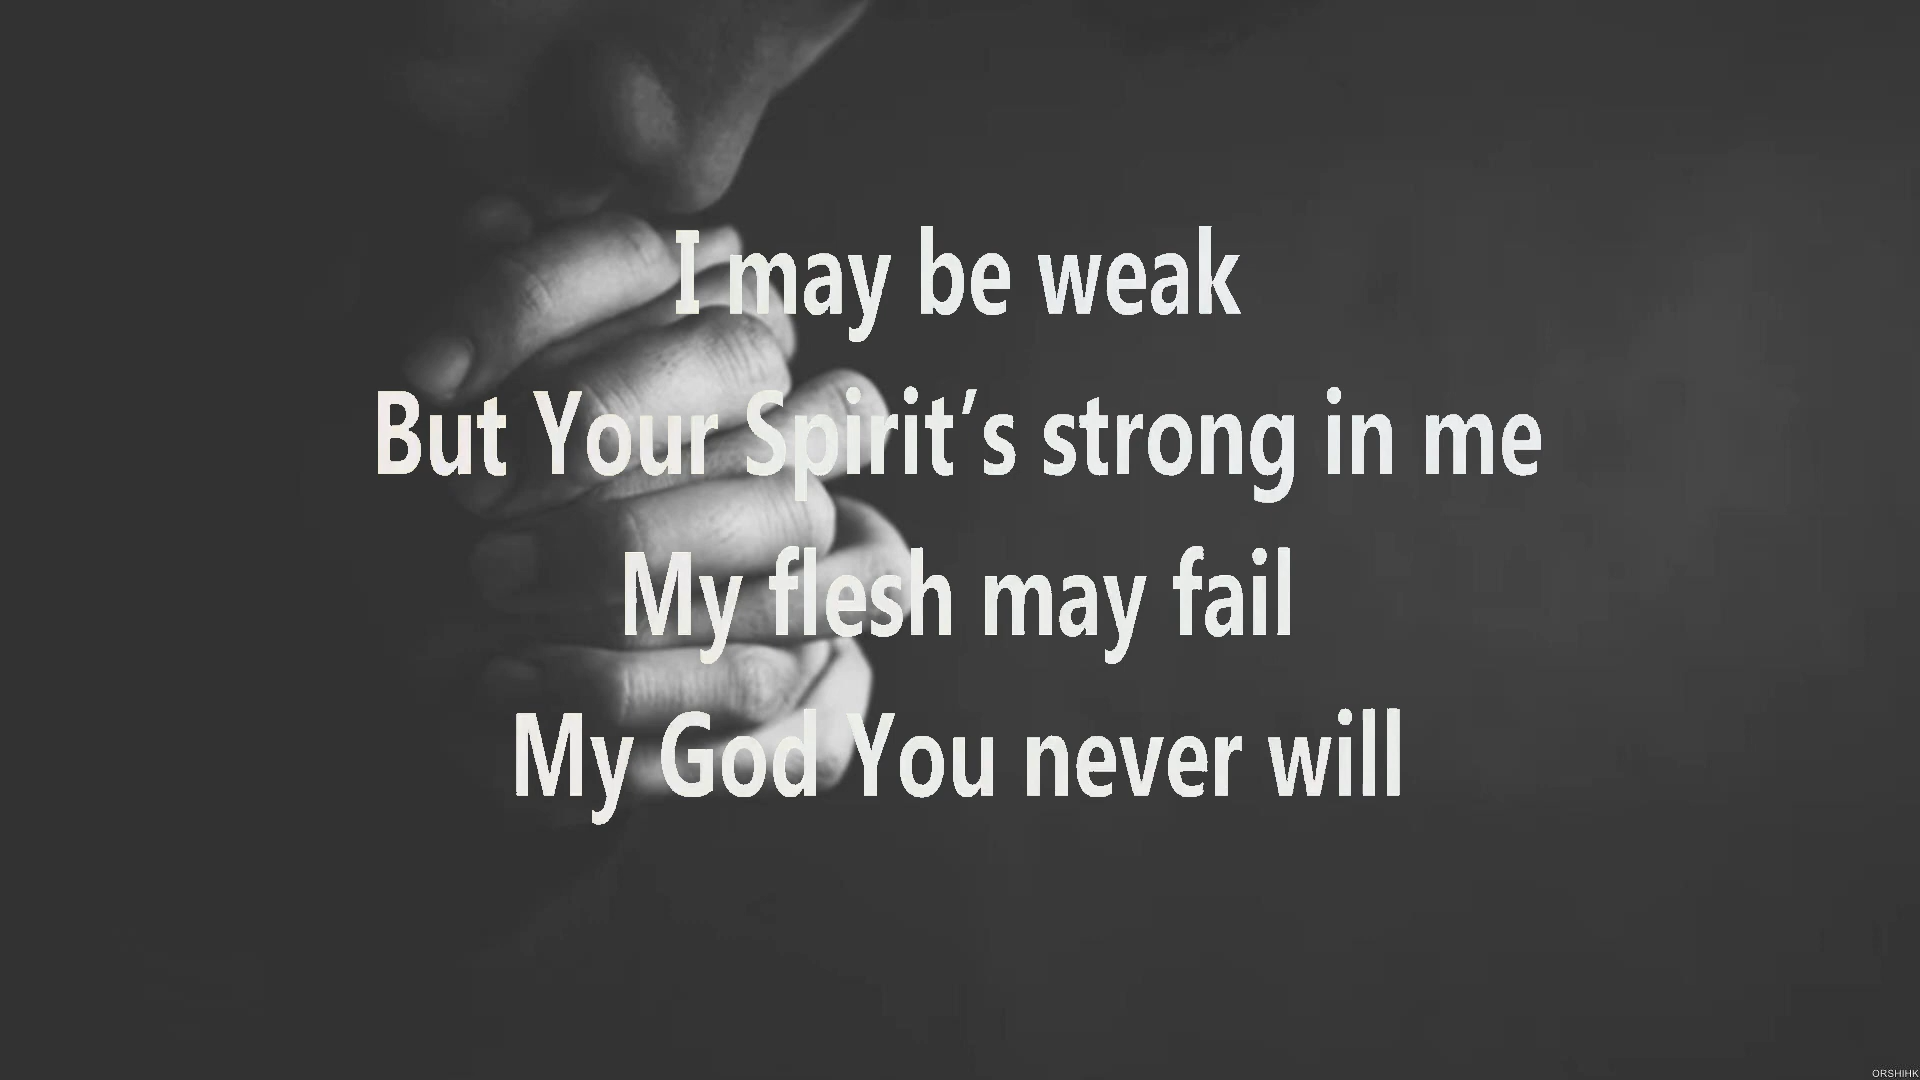 I may be weak
But Your Spirit’s strong in me
My flesh may fail
My God You never will
ORSHIHK